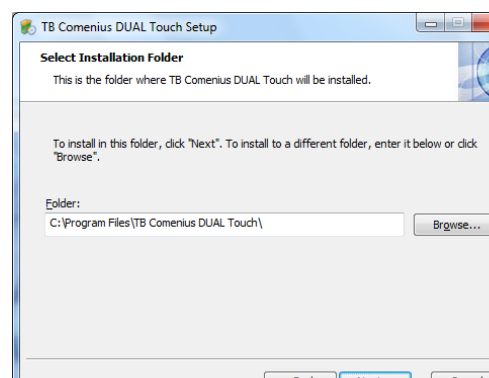 TB Comenius DUAL Touch Setup
Select Installation Folder
This is the folder where TB Comenius DUAL Touch will be installed.
To install in this folder, click "Next". To install to a different folder, enter it below or click
"Browse".
Folder:
C:\Program Files\TB Comenius DUAL Touch\
Browse...